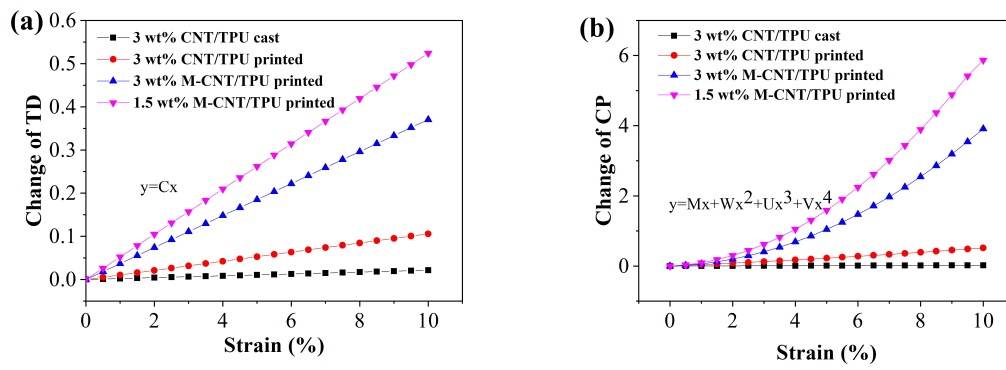 (a)
0.6
0.5
0.4
0.3
0.2
0.1
0.0
Change of TD
3 wt% CNT/TPU cast
3 wt% CNT/TPU printed
3 wt% M-CNT/TPU printed
1.5 wt% M-CNT/TPU printed
y=Cx
0 2 4 6 8 10
Strain (%)
(b)
6
4
2
0
Change of CP
3 wt% CNT/TPU cast
3 wt% CNT/TPU printed
3 wt% M-CNT/TPU printed
1.5 wt% M-CNT/TPU printed
y=Mx+Wx²+Ux³+Vx⁴
0 2 4 6 8 10
Strain (%)